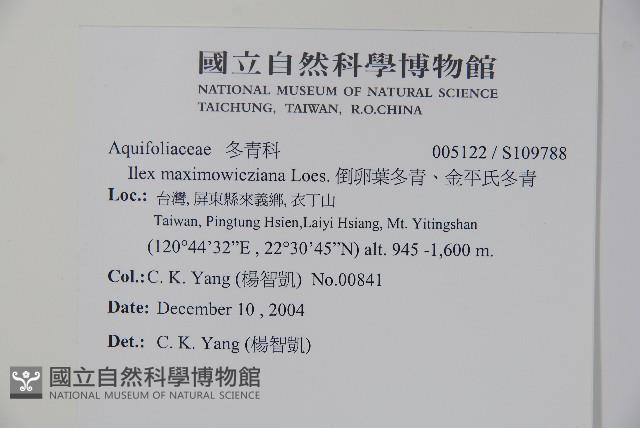 國立自然科學博物館
NATIONAL MUSEUM OF NATURAL SCIENCE
TAICHUNG, TAIWAN, R.O.CHINA
Aquifoliaceae 冬青科 005122 / S109788
Ilex maximowicziana Loes. 倒卵葉冬青、金平氏冬青
Loc.: 台灣, 屏東縣來義鄉, 衣丁山
Taiwan, Pingtung Hsien,Laiyi Hsiang, Mt. Yitingshan
(120°44'32”E , 22°30'45”N) alt. 945 -1,600 m.
Col.: C. K. Yang (楊智凱) No.00841
Date: December 10 , 2004
Det.: C. K. Yang (楊智凱)
國立自然科學博物館
NATIONAL MUSEUM OF NATURAL SCIENCE